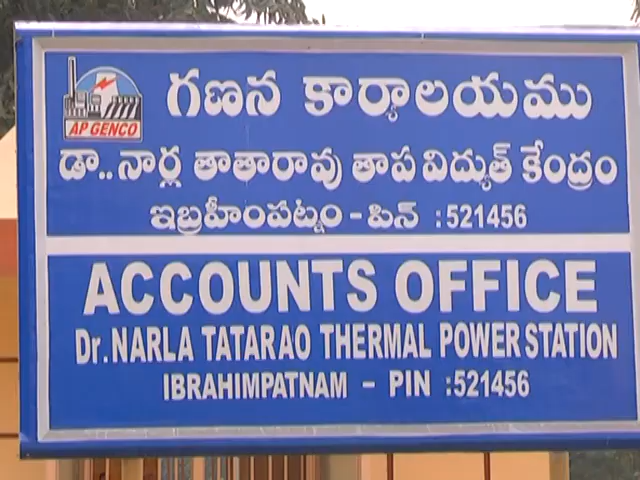 AP GENCO
గణన కార్యాలయము
డా.. నార్ల తాతారావు తాప విద్యుత్ కేంద్రం
ఇబ్రహీంపట్నం - పిన్ :521456
ACCOUNTS OFFICE
Dr. NARLA TATARAO THERMAL POWER STATION
IBRAHIMPATNAM - PIN :521456